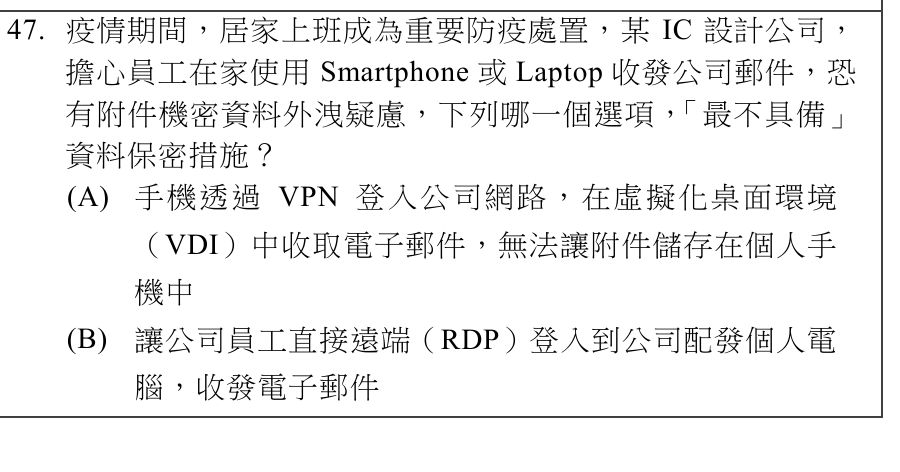 47. 疫情期間，居家上班成為重要防疫處置，某 IC 設計公司，
擔心員工在家使用 Smartphone 或 Laptop 收發公司郵件，恐
有附件機密資料外洩疑慮，下列哪一個選項，「最不具備」
資料保密措施？
(A) 手機透過 VPN 登入公司網路，在虛擬化桌面環境
（VDI）中收取電子郵件，無法讓附件儲存在個人手
機中
(B) 讓公司員工直接遠端（RDP）登入到公司配發個人電
腦，收發電子郵件